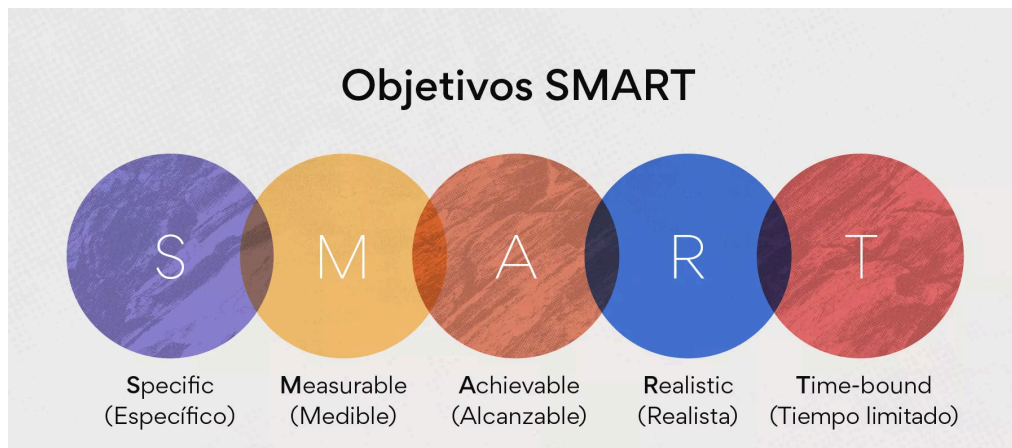 Objetivos SMART
S M A R T
Specific Measurable Achievable Realistic Time-bound
(Específico) (Medible) (Alcanzable) (Realista) (Tiempo limitado)